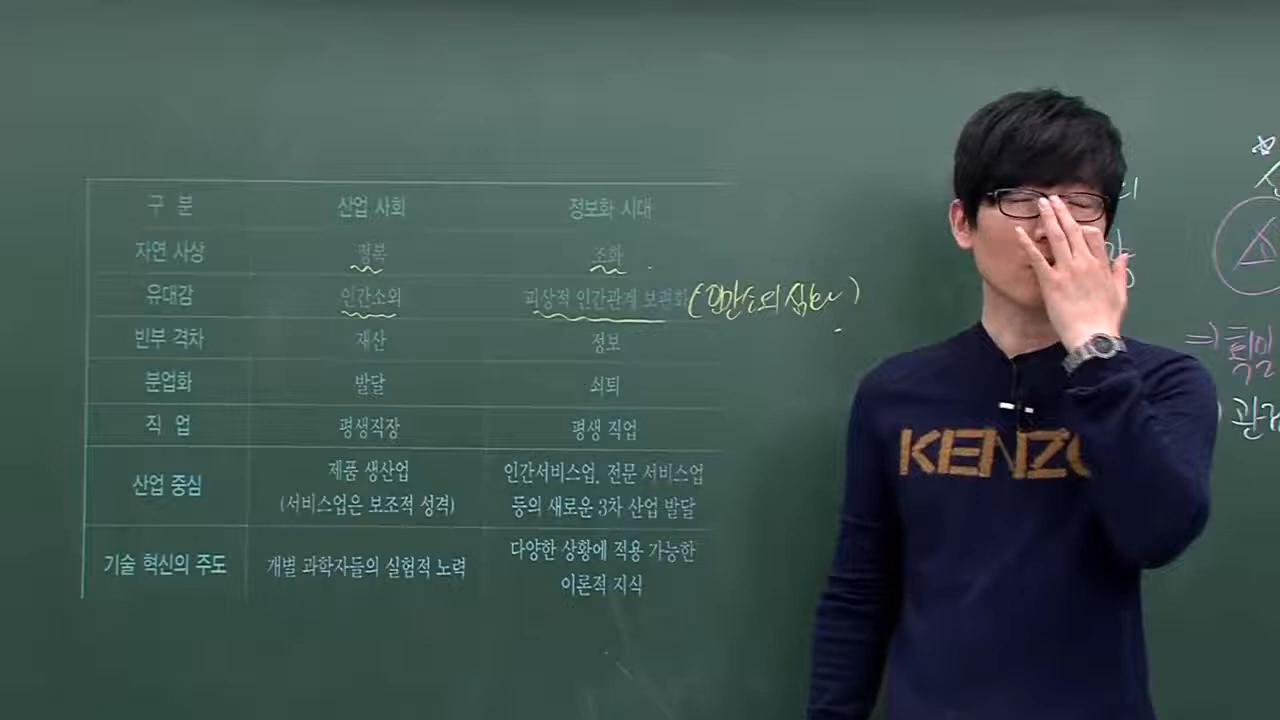 구 분 산업 사회 정보화 시대
자연 사상 정복 조화
유대감 인간소외 피상적 인간관계 보편화 (인간소외 심화)
빈부 격차 재산 정보
분업화 발달 쇠퇴
직 업 평생직장 평생 직업
산업 중심 제품 생산업 (서비스업은 보조적 성격) 인간서비스업, 전문 서비스업 등의 새로운 3차 산업 발달
기술 혁신의 주도 개별 과학자들의 실험적 노력 다양한 상황에 적용 가능한 이론적 지식
KENZO